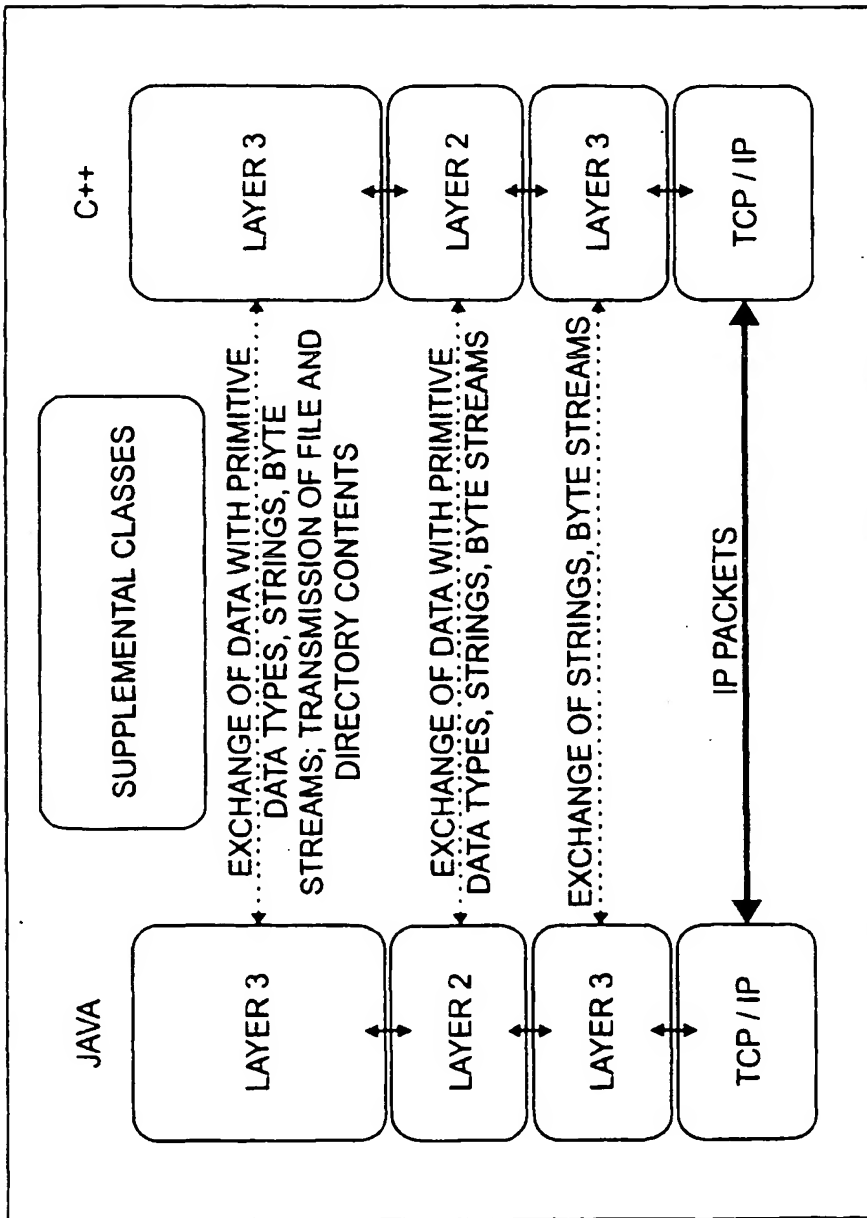 SUPPLEMENTAL CLASSES
JAVA
C++
LAYER 3
EXCHANGE OF DATA WITH PRIMITIVE
DATA TYPES, STRINGS, BYTE
STREAMS; TRANSMISSION OF FILE AND
DIRECTORY CONTENTS
LAYER 3
LAYER 2
EXCHANGE OF DATA WITH PRIMITIVE
DATA TYPES, STRINGS, BYTE STREAMS
LAYER 2
LAYER 3
EXCHANGE OF STRINGS, BYTE STREAMS
LAYER 3
TCP / IP
IP PACKETS
TCP / IP